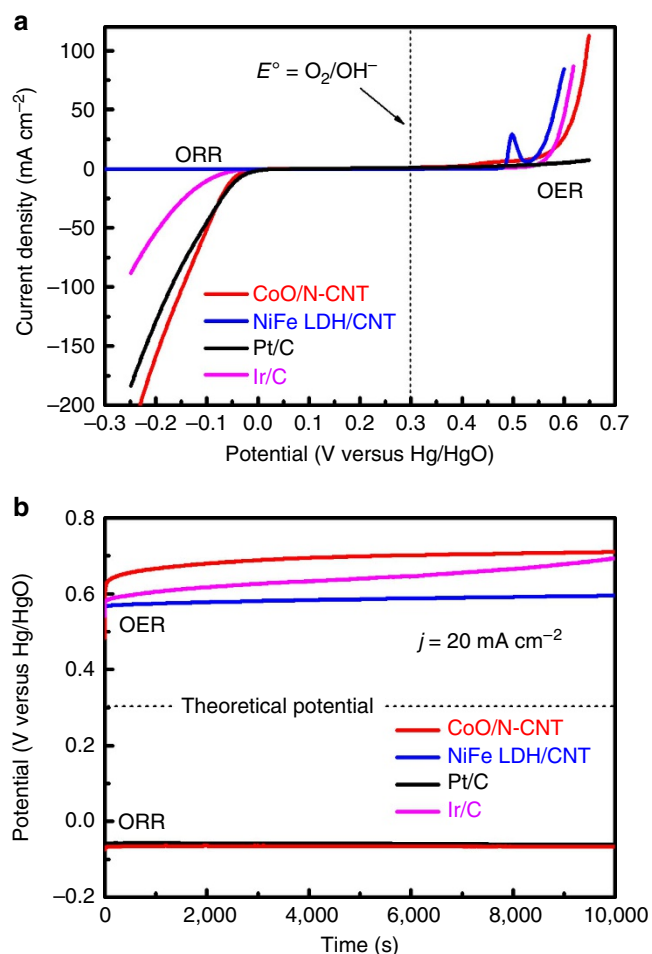 a
100
50
0
−50
−100
−150
−200
Current density (mA cm⁻²)
E° = O₂/OH⁻
ORR
OER
CoO/N-CNT
NiFe LDH/CNT
Pt/C
Ir/C
−0.3 −0.2 −0.1 0.0 0.1 0.2 0.3 0.4 0.5 0.6 0.7
Potential (V versus Hg/HgO)
b
0.8
0.6
0.4
0.2
0.0
−0.2
Potential (V versus Hg/HgO)
OER
j = 20 mA cm⁻²
Theoretical potential
CoO/N-CNT
NiFe LDH/CNT
Pt/C
Ir/C
ORR
0 2,000 4,000 6,000 8,000 10,000
Time (s)